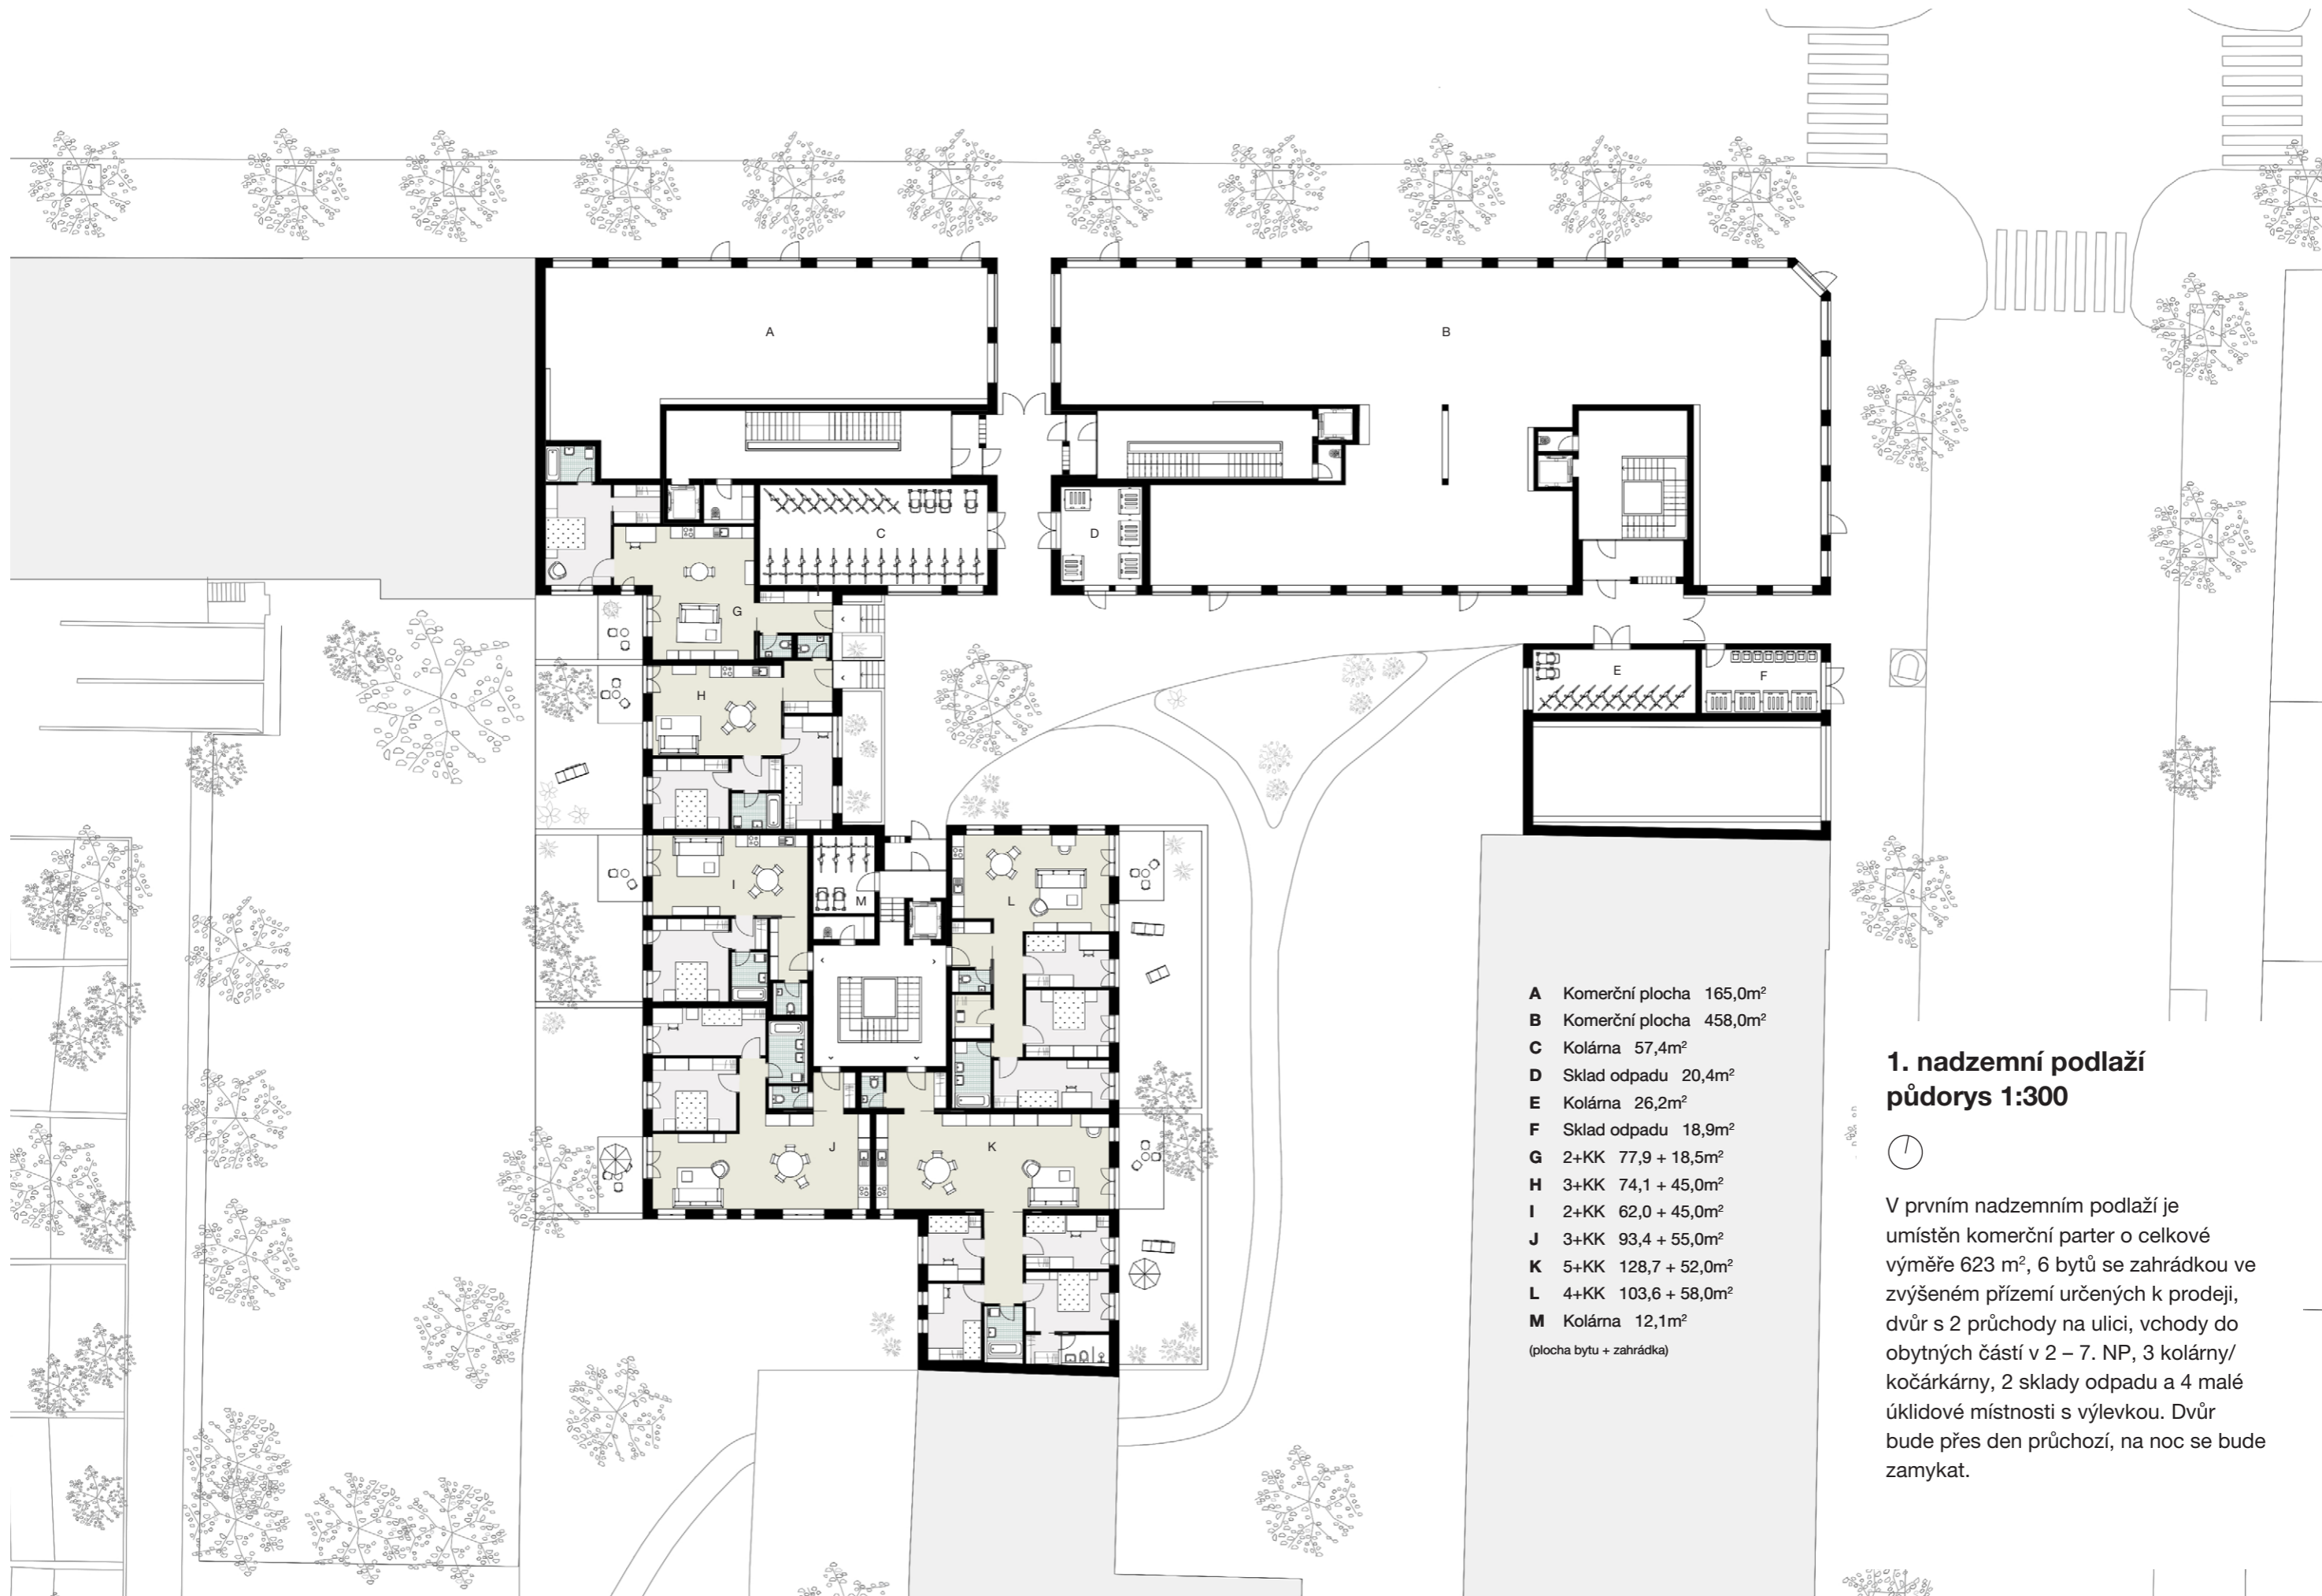 A
B
C
D
G
E
F
H
I
M
L
J
K
A Komerční plocha 165,0m²
B Komerční plocha 458,0m²
C Kolárna 57,4m²
D Sklad odpadu 20,4m²
E Kolárna 26,2m²
F Sklad odpadu 18,9m²
G 2+KK 77,9 + 18,5m²
H 3+KK 74,1 + 45,0m²
I 2+KK 62,0 + 45,0m²
J 3+KK 93,4 + 55,0m²
K 5+KK 128,7 + 52,0m²
L 4+KK 103,6 + 58,0m²
M Kolárna 12,1m²
(plocha bytu + zahrádka)
1. nadzemní podlaží
půdorys 1:300
V prvním nadzemním podlaží je
umístěn komerční parter o celkové
výměře 623 m², 6 bytů se zahrádkou ve
zvýšeném přízemí určených k prodeji,
dvůr s 2 průchody na ulici, vchody do
obytných částí v 2 – 7. NP, 3 kolárny/
kočárkárny, 2 sklady odpadu a 4 malé
úklidové místnosti s výlevkou. Dvůr
bude přes den průchozí, na noc se bude
zamykat.